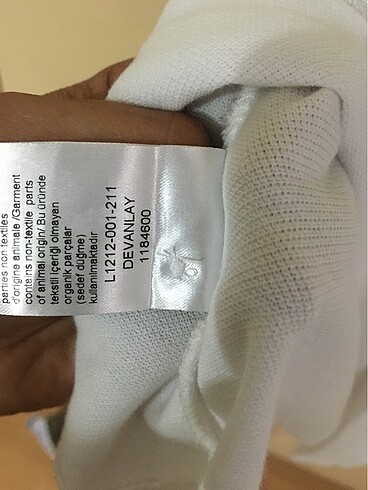 parties non textiles
d'origine animale /Garment
contains non-textile parts
of animal origin/ Bu üründe
tekstil içeriği olmayan
organik parçalar
(sedef düğme)
kullanılmaktadır
L1212-001-211
DEVANLAY
1184600